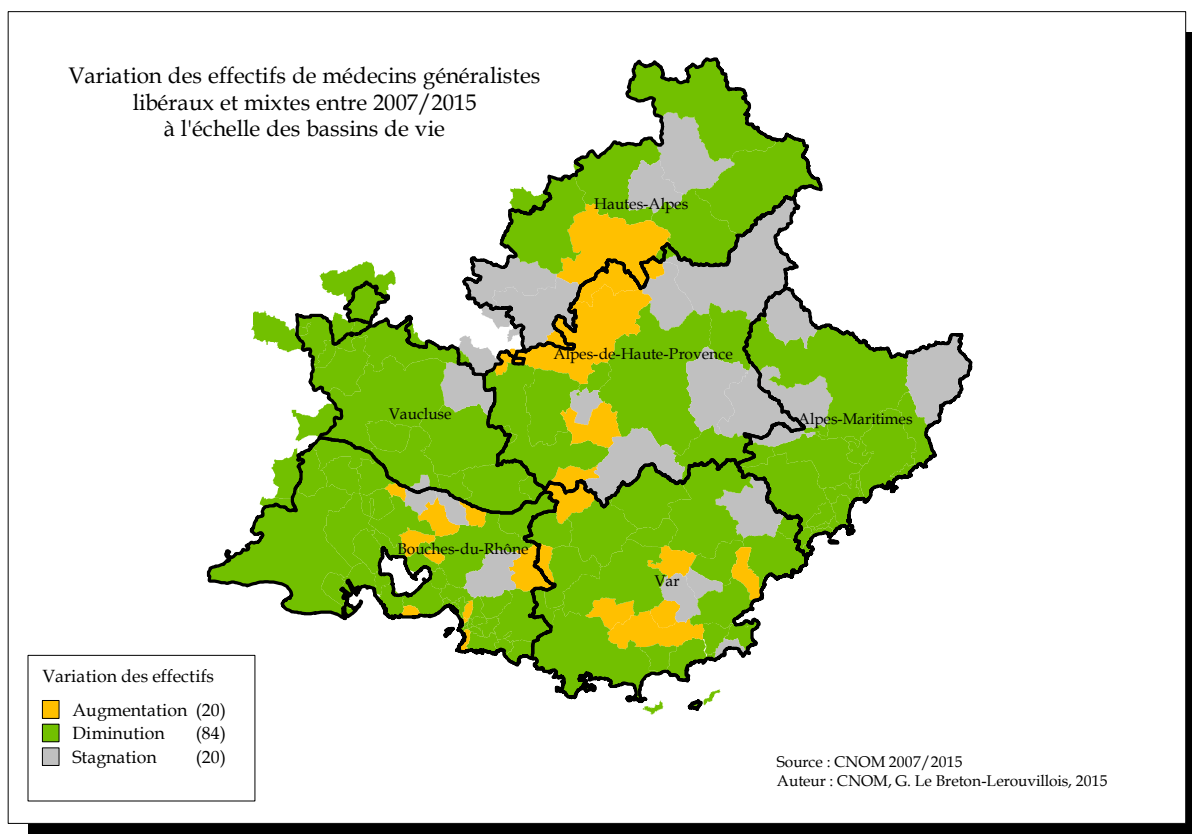 Variation des effectifs de médecins généralistes
libéraux et mixtes entre 2007/2015
à l'échelle des bassins de vie
Hautes-Alpes
Alpes-de-Haute-Provence
Vaucluse
Alpes-Maritimes
Bouches-du-Rhône
Var
Variation des effectifs
Augmentation (20)
Diminution (84)
Stagnation (20)
Source : CNOM 2007/2015
Auteur : CNOM, G. Le Breton-Lerouvillois, 2015